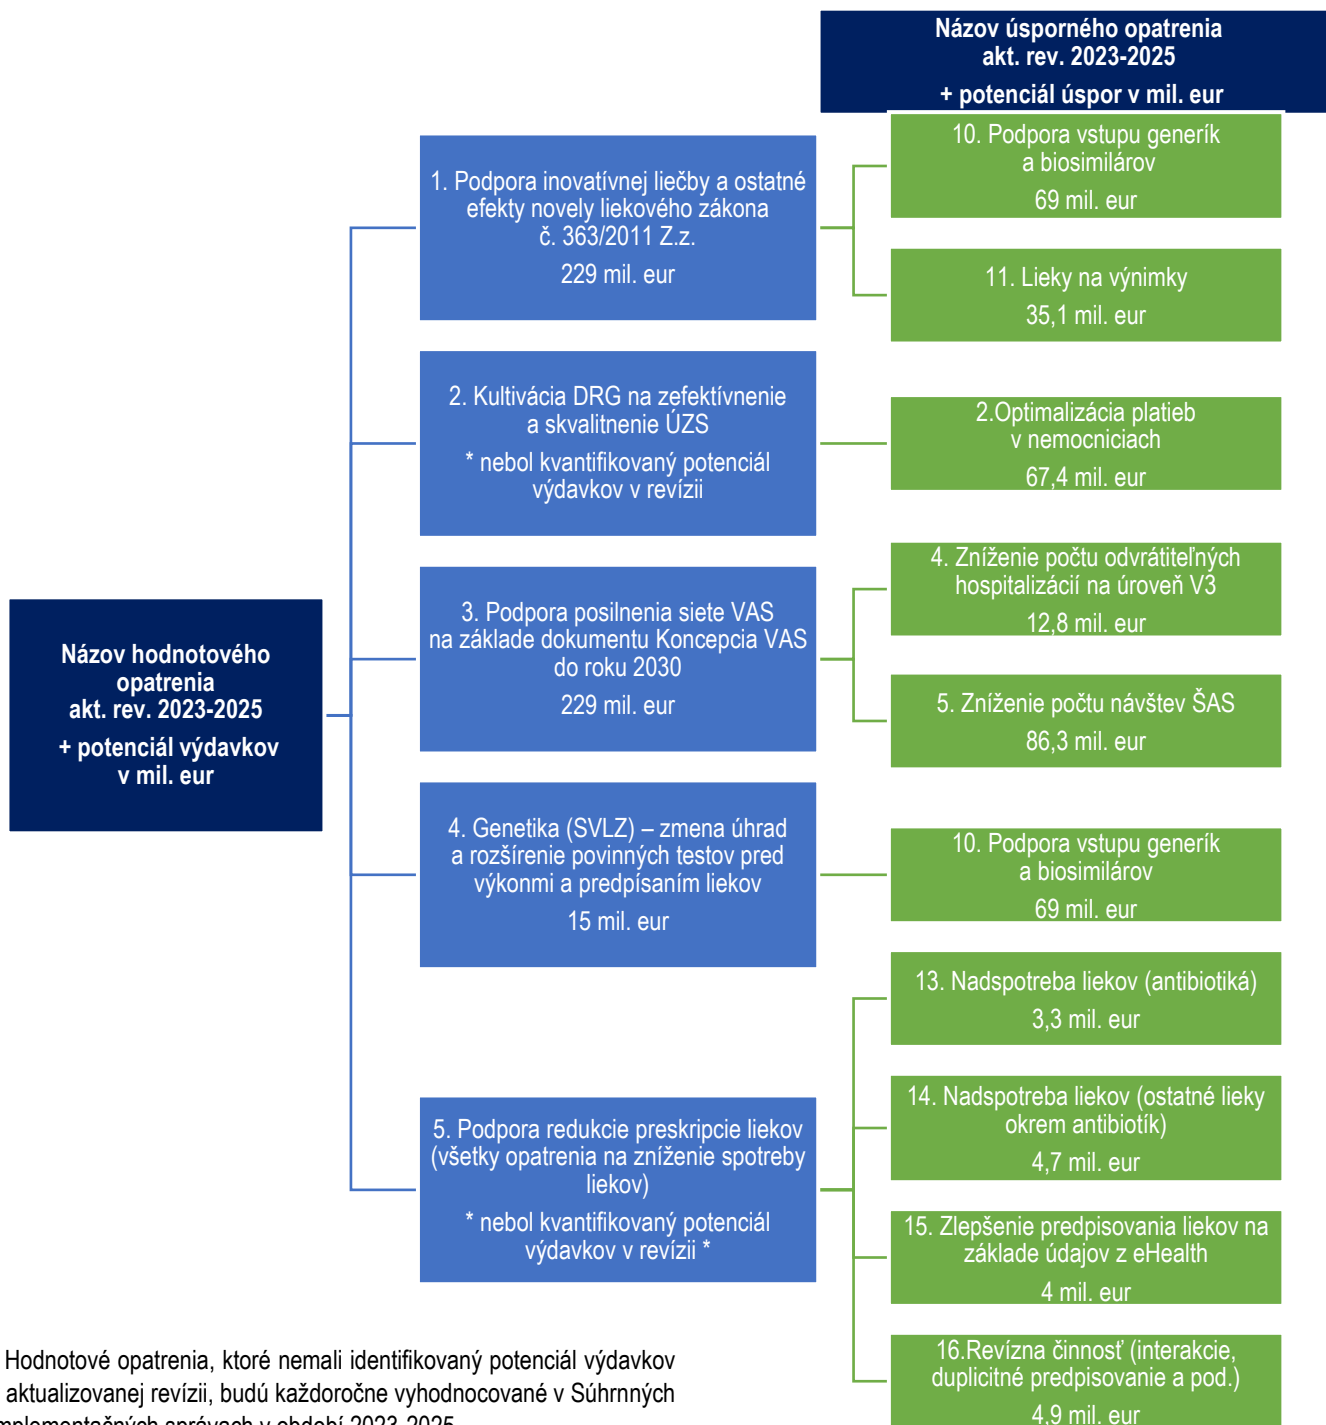 Názov úsporného opatrenia
akt. rev. 2023-2025
+ potenciál úspor v mil. eur
Názov hodnotového
opatrenia
akt. rev. 2023-2025
+ potenciál výdavkov
v mil. eur
1. Podpora inovatívnej liečby a ostatné
efekty novely liekového zákona
č. 363/2011 Z.z.
229 mil. eur
10. Podpora vstupu generík
a biosimilárov
69 mil. eur
11. Lieky na výnimky
35,1 mil. eur
2. Kultivácia DRG na zefektívnenie
a skvalitnenie ÚZS
* nebol kvantifikovaný potenciál
výdavkov v revízii
2.Optimalizácia platieb
v nemocniciach
67,4 mil. eur
3. Podpora posilnenia siete VAS
na základe dokumentu Koncepcia VAS
do roku 2030
229 mil. eur
4. Zníženie počtu odvrátiteľných
hospitalizácií na úroveň V3
12,8 mil. eur
5. Zníženie počtu návštev ŠAS
86,3 mil. eur
4. Genetika (SVLZ) – zmena úhrad
a rozšírenie povinných testov pred
výkonmi a predpísaním liekov
15 mil. eur
10. Podpora vstupu generík
a biosimilárov
69 mil. eur
5. Podpora redukcie preskripcie liekov
(všetky opatrenia na zníženie spotreby
liekov)
* nebol kvantifikovaný potenciál
výdavkov v revízii *
13. Nadspotreba liekov (antibiotiká)
3,3 mil. eur
14. Nadspotreba liekov (ostatné lieky
okrem antibiotík)
4,7 mil. eur
15. Zlepšenie predpisovania liekov na
základe údajov z eHealth
4 mil. eur
16.Revízna činnosť (interakcie,
duplicitné predpisovanie a pod.)
4,9 mil. eur
Hodnotové opatrenia, ktoré nemali identifikovaný potenciál výdavkov
aktualizovanej revízii, budú každoročne vyhodnocované v Súhrnných
implementačných správach v období 2023-2025